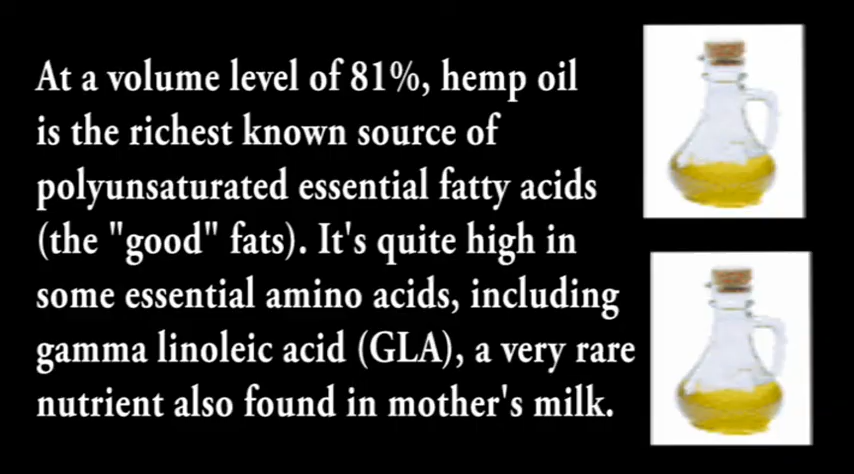 At a volume level of 81%, hemp oil
is the richest known source of
polyunsaturated essential fatty acids
(the "good" fats). It's quite high in
some essential amino acids, including
gamma linoleic acid (GLA), a very rare
nutrient also found in mother's milk.